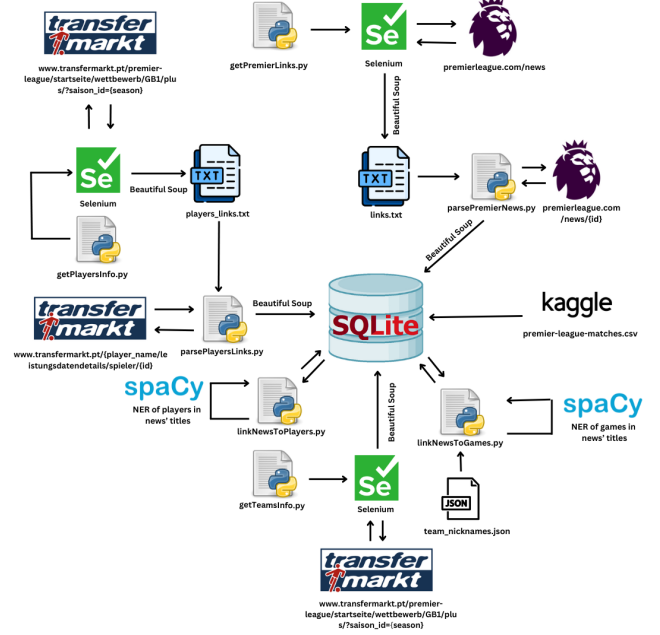 transfer
markt
www.transfermarkt.pt/premier-
league/startseite/wettbewerb/GB1/plu
s/?saison_id={season}
getPremierLinks.py
Se
Selenium
premierleague.com/news
Beautiful Soup
Se
Selenium
Beautiful Soup
TXT
players_links.txt
getPlayersInfo.py
TXT
links.txt
parsePremierNews.py
premierleague.com
/news/{id}
Beautiful Soup
transfer
markt
www.transfermarkt.pt/{player_name/le
istungsdatendetails/spieler/{id}
parsePlayersLinks.py
Beautiful Soup
SQLite
kaggle
premier-league-matches.csv
spaCy
NER of players in
news' titles
linkNewsToPlayers.py
Beautiful Soup
linkNewsToGames.py
spaCy
NER of games in
news' titles
getTeamsInfo.py
Se
Selenium
JSON
team_nicknames.json
transfer
markt
www.transfermarkt.pt/premier-
league/startseite/wettbewerb/GB1/plu
s/?saison_id={season}